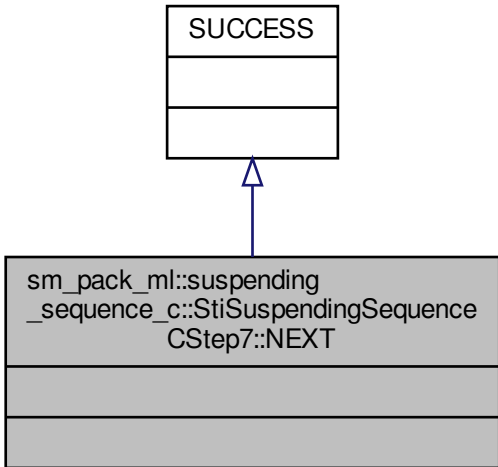 SUCCESS
sm_pack_ml::suspending
_sequence_c::StiSuspendingSequence
CStep7::NEXT